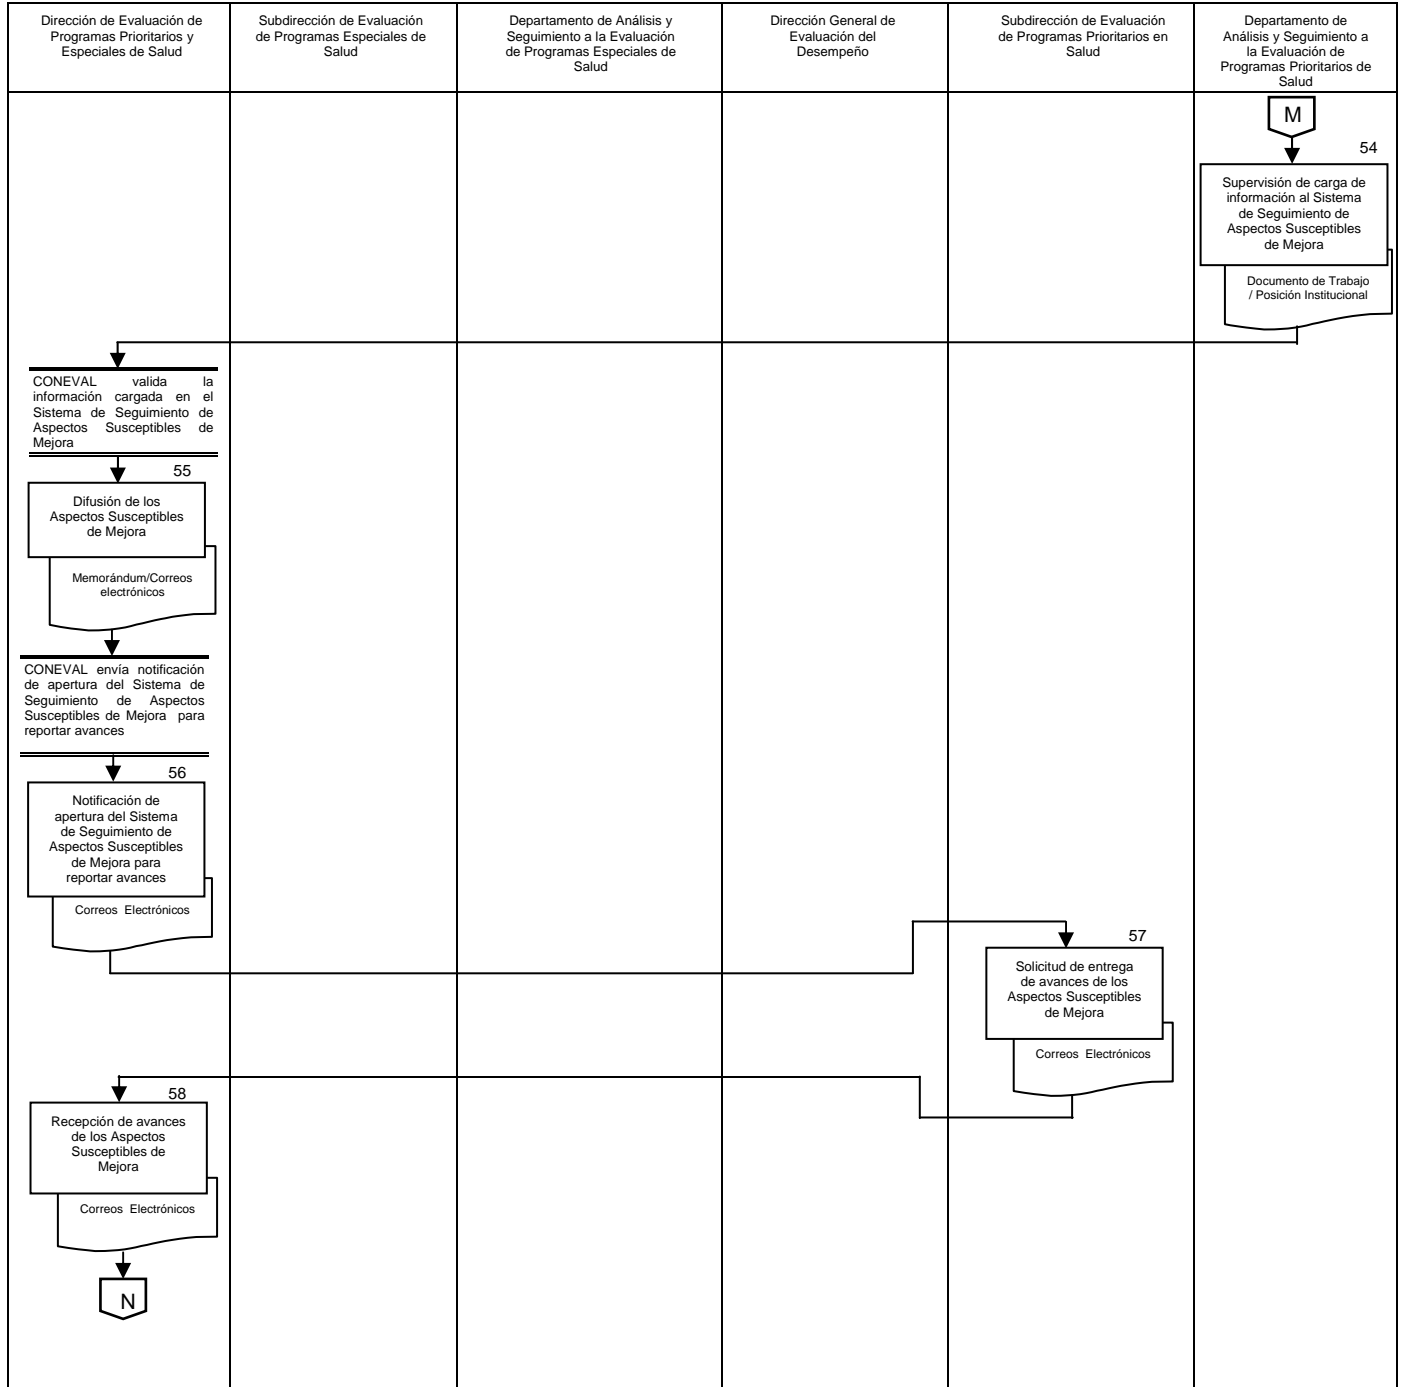 Dirección de Evaluación de
Programas Prioritarios y
Especiales de Salud
Subdirección de Evaluación
de Programas Especiales de
Salud
Departamento de Análisis y
Seguimiento a la Evaluación
de Programas Especiales de
Salud
Dirección General de
Evaluación del
Desempeño
Subdirección de Evaluación
de Programas Prioritarios en
Salud
Departamento de
Análisis y Seguimiento a
la Evaluación de
Programas Prioritarios de
Salud
M
54
Supervisión de carga de
información al Sistema
de Seguimiento de
Aspectos Susceptibles
de Mejora
Documento de Trabajo
/ Posición Institucional
CONEVAL valida la
información cargada en el
Sistema de Seguimiento de
Aspectos Susceptibles de
Mejora
55
Difusión de los
Aspectos Susceptibles
de Mejora
Memorándum/Correos
electrónicos
CONEVAL envía notificación
de apertura del Sistema de
Seguimiento de Aspectos
Susceptibles de Mejora para
reportar avances
56
Notificación de
apertura del Sistema
de Seguimiento de
Aspectos Susceptibles
de Mejora para
reportar avances
Correos Electrónicos
57
Solicitud de entrega
de avances de los
Aspectos Susceptibles
de Mejora
Correos Electrónicos
58
Recepción de avances
de los Aspectos
Susceptibles de
Mejora
Correos Electrónicos
N